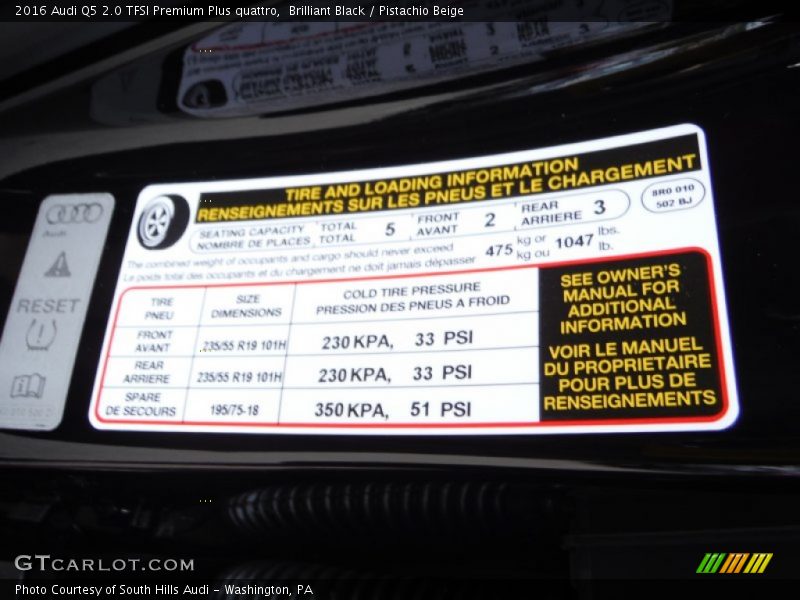 2016 Audi Q5 2.0 TFSI Premium Plus quattro, Brilliant Black / Pistachio Beige
TIRE AND LOADING INFORMATION
RENSEIGNEMENTS SUR LES PNEUS ET LE CHARGEMENT
SEATING CAPACITY TOTAL 5 FRONT 2 REAR 3
NOMBRE DE PLACES TOTAL AVANT ARRIERE
8R0 010
502 BJ
The combined weight of occupants and cargo should never exceed 475 kg or 1047 lbs.
Le poids total des occupants et du chargement ne doit jamais dépasser kg ou lb.
TIRE SIZE COLD TIRE PRESSURE
PNEU DIMENSIONS PRESSION DES PNEUS A FROID
FRONT
AVANT 235/55 R19 101H 230 KPA, 33 PSI
REAR
ARRIERE 235/55 R19 101H 230 KPA, 33 PSI
SPARE
DE SECOURS 195/75-18 350 KPA, 51 PSI
SEE OWNER'S
MANUAL FOR
ADDITIONAL
INFORMATION
VOIR LE MANUEL
DU PROPRIETAIRE
POUR PLUS DE
RENSEIGNEMENTS
Audi
RESET
GTCARLOT.COM
Photo Courtesy of South Hills Audi - Washington, PA